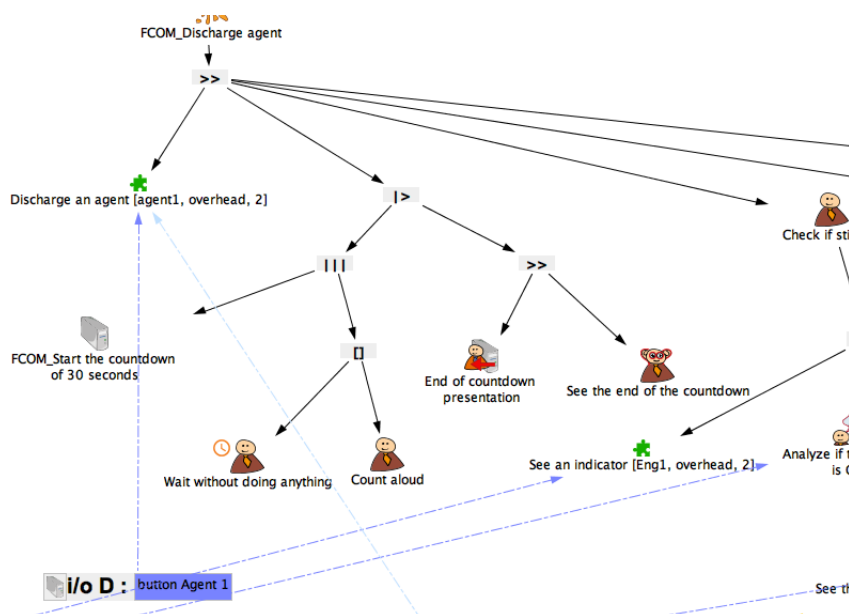 FCOM_Discharge agent
>>
Discharge an agent [agent1, overhead, 2]
|>
Check if sti
|||
>>
FCOM_Start the countdown
of 30 seconds
[]
End of countdown
presentation
See the end of the countdown
Wait without doing anything
Count aloud
See an indicator [Eng1, overhead, 2]
Analyze if t
is
i/o D :
button Agent 1
See th